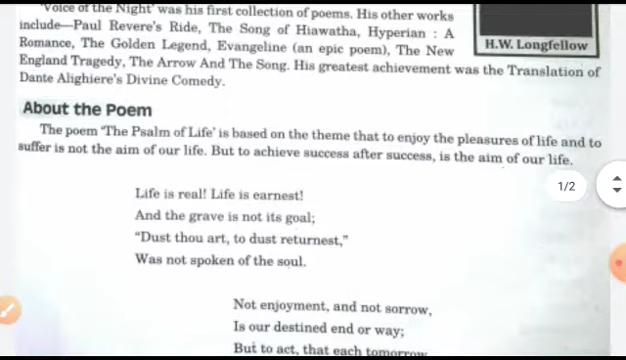 'Voice of the Night' was his first collection of poems. His other works
include—Paul Revere's Ride, The Song of Hiawatha, Hyperian : A
Romance, The Golden Legend, Evangeline (an epic poem), The New
England Tragedy, The Arrow And The Song. His greatest achievement was the Translation of
Dante Alighiere's Divine Comedy.
H.W. Longfellow
About the Poem
The poem 'The Psalm of Life' is based on the theme that to enjoy the pleasures of life and to
suffer is not the aim of our life. But to achieve success after success, is the aim of our life.
1/2
Life is real! Life is earnest!
And the grave is not its goal;
"Dust thou art, to dust returnest,"
Was not spoken of the soul.
Not enjoyment, and not sorrow,
Is our destined end or way;
But to act, that each tomorrow